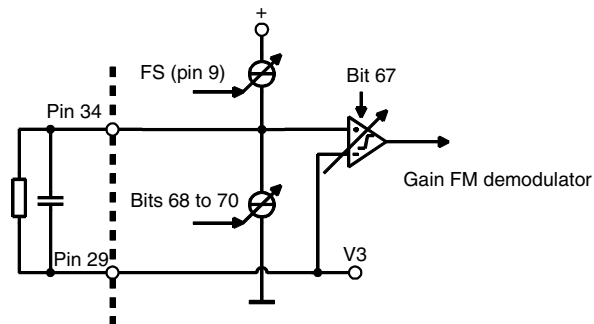 +
FS (pin 9)
Bit 67
Pin 34
Gain FM demodulator
Bits 68 to 70
Pin 29
V3